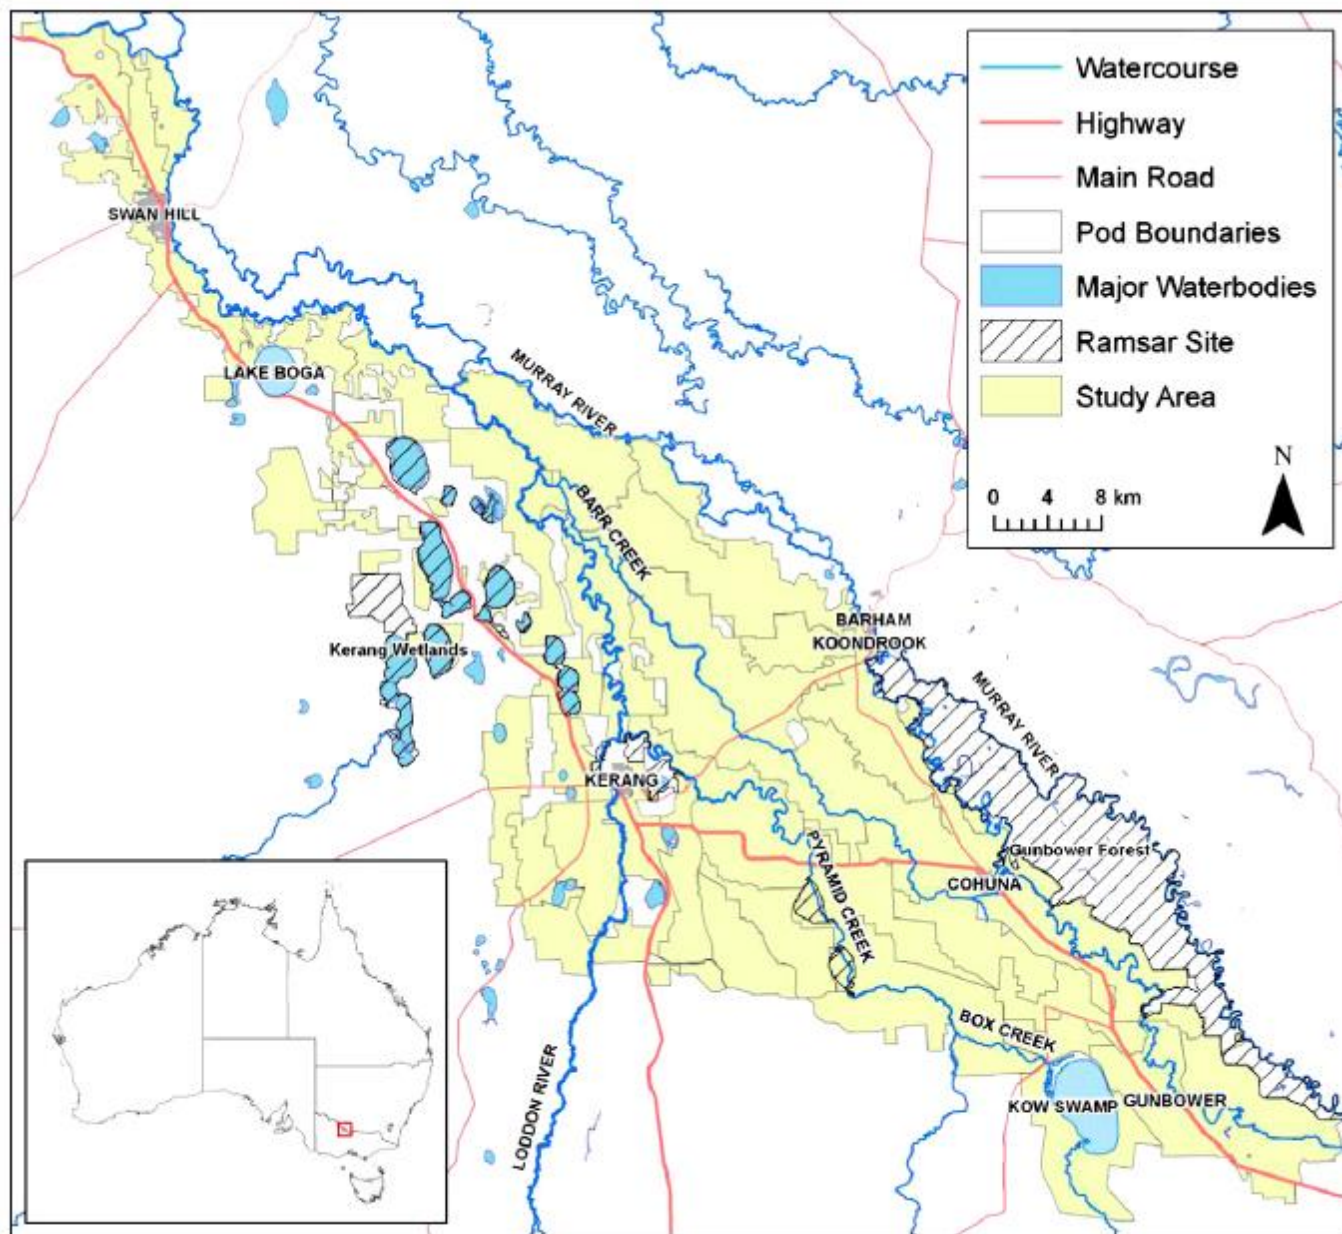 Watercourse
Highway
Main Road
Pod Boundaries
Major Waterbodies
Ramsar Site
Study Area
N
0 4 8 km
SWAN HILL
LAKE BOGA
MURRAY RIVER
BARR CREEK
BARHAM
KOONDROOK
Kerang Wetlands
MURRAY RIVER
KERANG
PYRAMID CREEK
Gunbower Forest
COHUNA
BOX CREEK
LODDON RIVER
KOW SWAMP
GUNBOWER